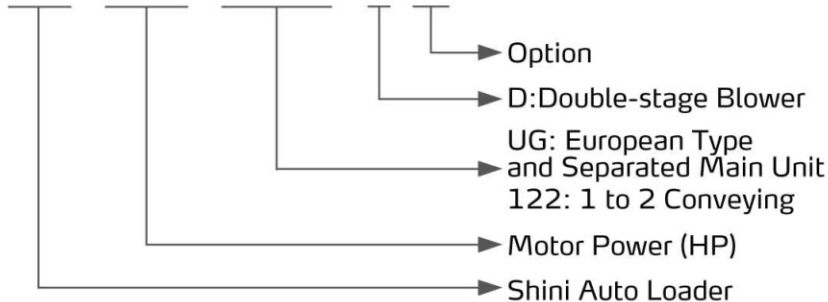 Option
D:Double-stage Blower
UG: European Type
and Separated Main Unit
122: 1 to 2 Conveying
Motor Power (HP)
Shini Auto Loader